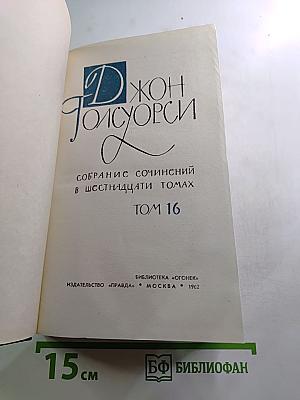 ДЖОН
ГОЛСУОРСИ
СОБРАНИЕ СОЧИНЕНИЙ
В ШЕСТНАДЦАТИ ТОМАХ
ТОМ 16
БИБЛИОТЕКА «ОГОНЕК»
ИЗДАТЕЛЬСТВО «ПРАВДА» * МОСКВА * 1962
15 см
БФ БИБЛИОФАН